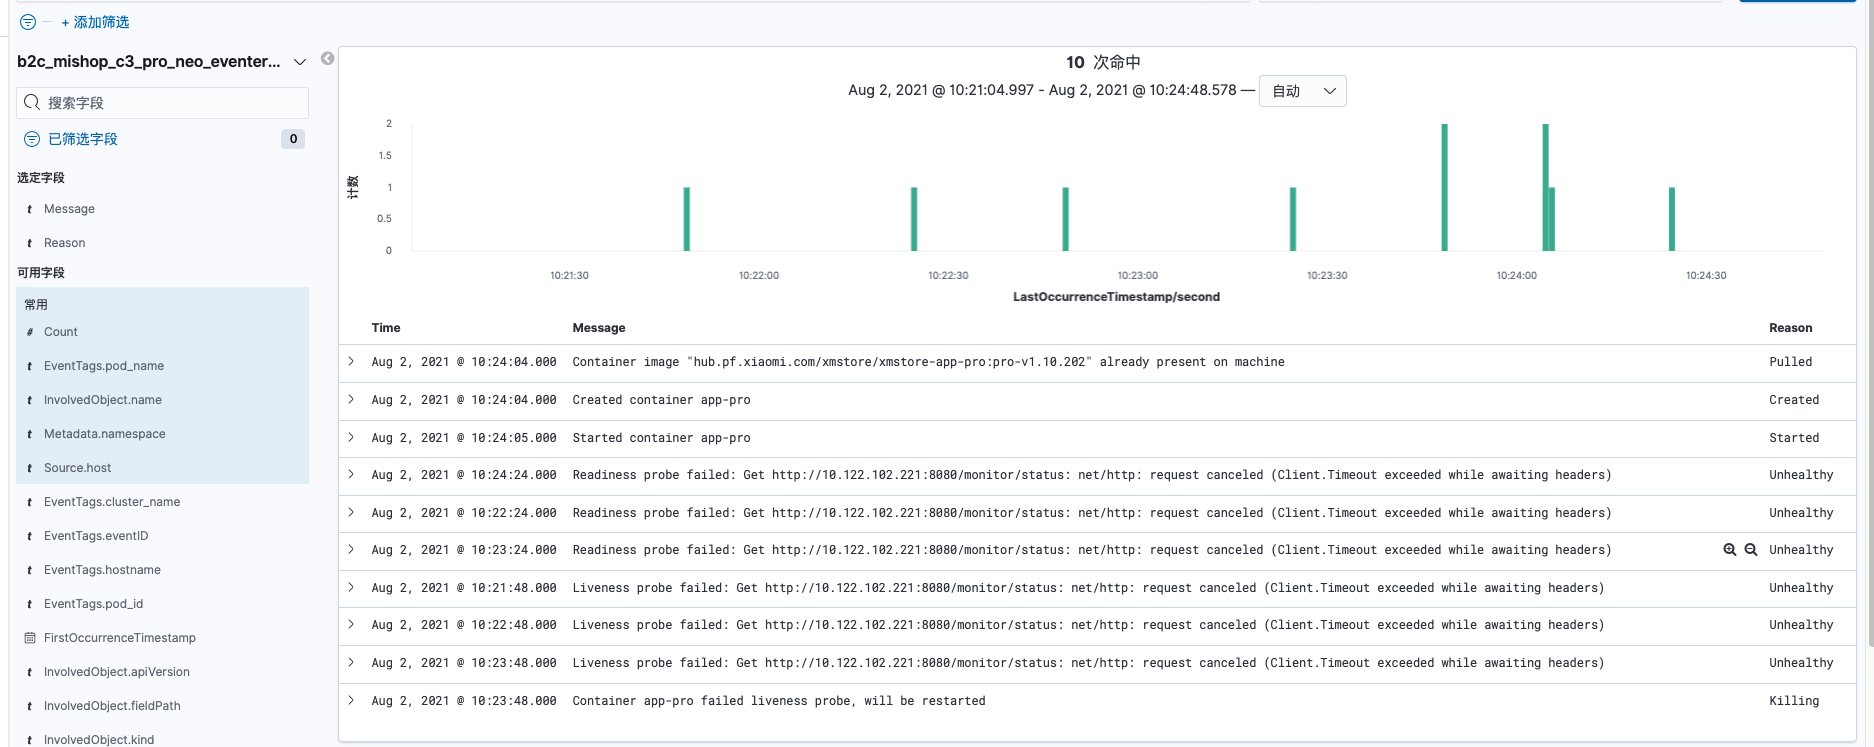 + 添加筛选
b2c_mishop_c3_pro_neo_eventer...
搜索字段
已筛选字段 0
选定字段
t Message
t Reason
可用字段
常用
# Count
t EventTags.pod_name
t InvolvedObject.name
t Metadata.namespace
t Source.host
t EventTags.cluster_name
t EventTags.eventID
t EventTags.hostname
t EventTags.pod_id
FirstOccurrenceTimestamp
t InvolvedObject.apiVersion
t InvolvedObject.fieldPath
t InvolvedObject.kind
10 次命中
Aug 2, 2021 @ 10:21:04.997 - Aug 2, 2021 @ 10:24:48.578 — 自动
计数
2
1.5
1
0.5
0
10:21:30 10:22:00 10:22:30 10:23:00 10:23:30 10:24:00 10:24:30
LastOccurrenceTimestamp/second
Time Message Reason
Aug 2, 2021 @ 10:24:04.000 Container image "hub.pf.xiaomi.com/xmstore/xmstore-app-pro:pro-v1.10.202" already present on machine Pulled
Aug 2, 2021 @ 10:24:04.000 Created container app-pro Created
Aug 2, 2021 @ 10:24:05.000 Started container app-pro Started
Aug 2, 2021 @ 10:24:24.000 Readiness probe failed: Get http://10.122.102.221:8080/monitor/status: net/http: request canceled (Client.Timeout exceeded while awaiting headers) Unhealthy
Aug 2, 2021 @ 10:22:24.000 Readiness probe failed: Get http://10.122.102.221:8080/monitor/status: net/http: request canceled (Client.Timeout exceeded while awaiting headers) Unhealthy
Aug 2, 2021 @ 10:23:24.000 Readiness probe failed: Get http://10.122.102.221:8080/monitor/status: net/http: request canceled (Client.Timeout exceeded while awaiting headers) Unhealthy
Aug 2, 2021 @ 10:21:48.000 Liveness probe failed: Get http://10.122.102.221:8080/monitor/status: net/http: request canceled (Client.Timeout exceeded while awaiting headers) Unhealthy
Aug 2, 2021 @ 10:22:48.000 Liveness probe failed: Get http://10.122.102.221:8080/monitor/status: net/http: request canceled (Client.Timeout exceeded while awaiting headers) Unhealthy
Aug 2, 2021 @ 10:23:48.000 Liveness probe failed: Get http://10.122.102.221:8080/monitor/status: net/http: request canceled (Client.Timeout exceeded while awaiting headers) Unhealthy
Aug 2, 2021 @ 10:23:48.000 Container app-pro failed liveness probe, will be restarted Killing